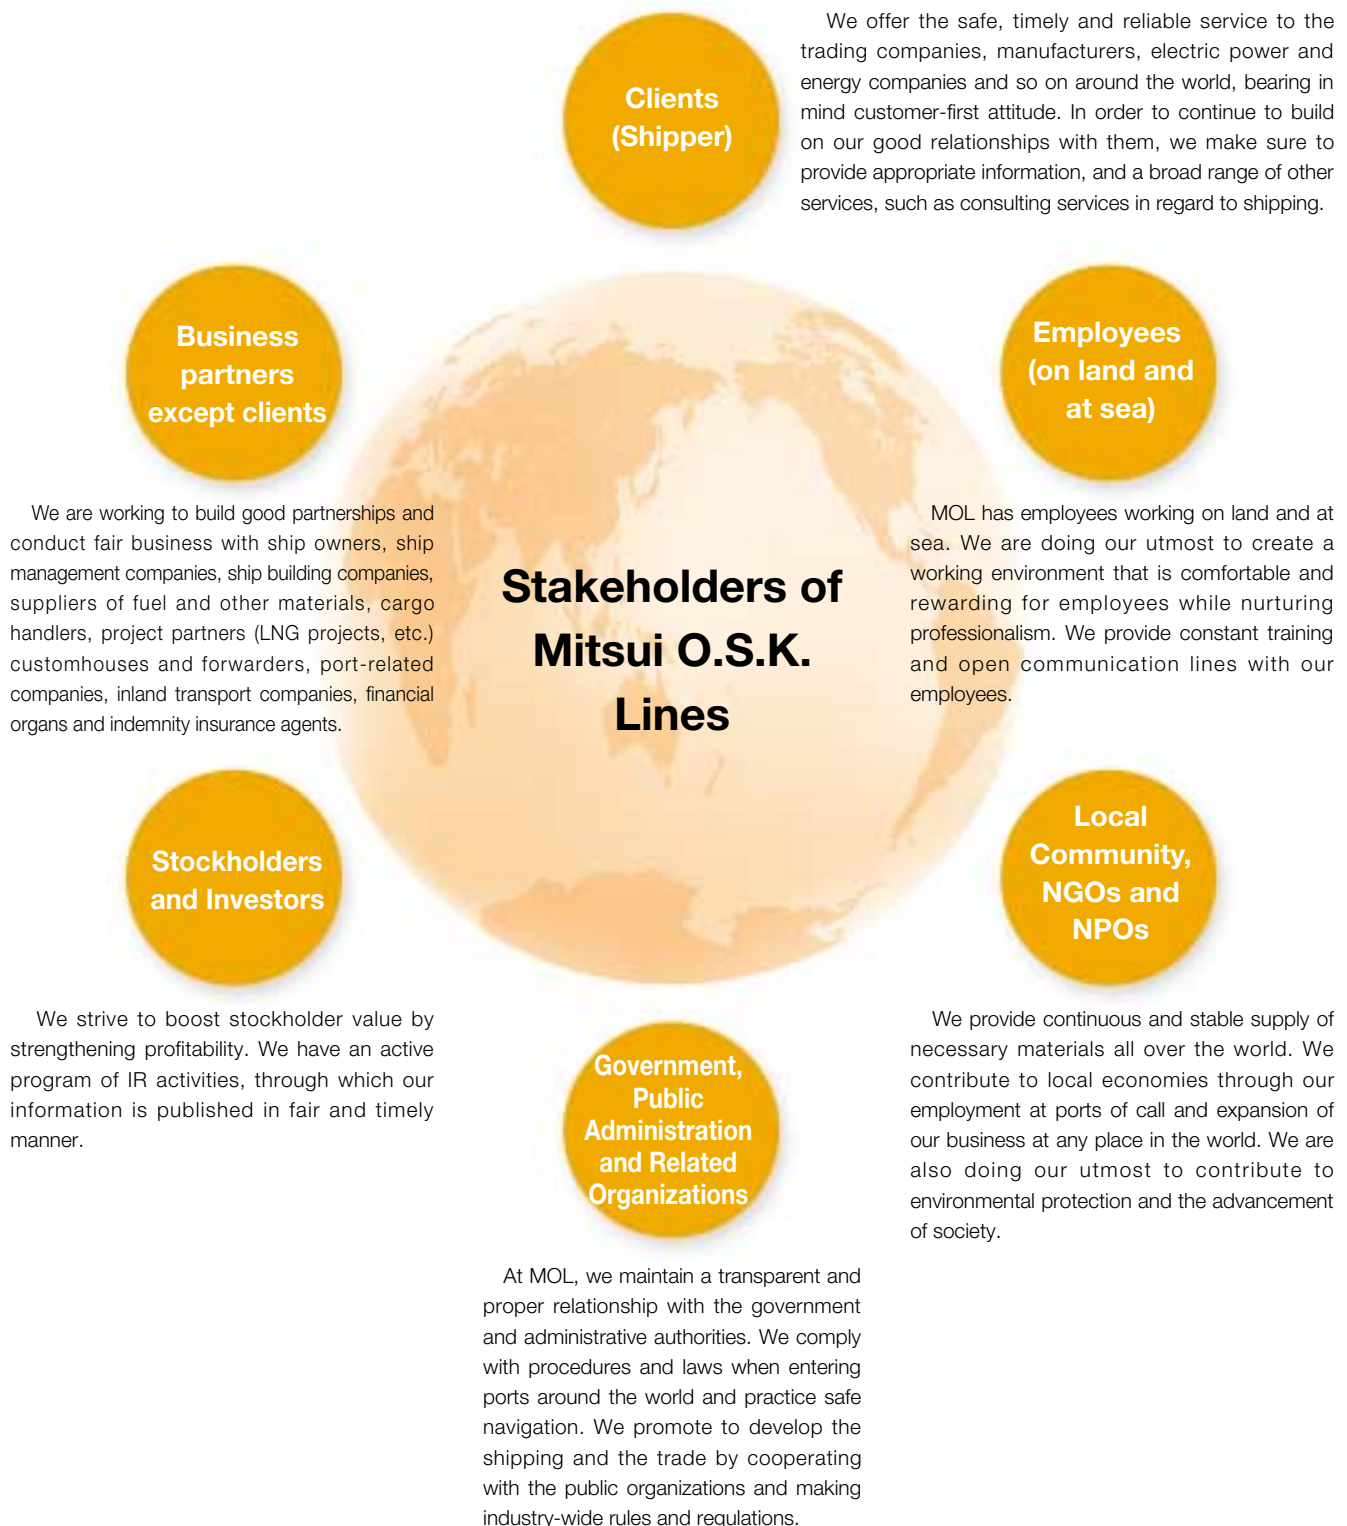 Clients
(Shipper)
We offer the safe, timely and reliable service to the
trading companies, manufacturers, electric power and
energy companies and so on around the world, bearing in
mind customer-first attitude. In order to continue to build
on our good relationships with them, we make sure to
provide appropriate information, and a broad range of other
services, such as consulting services in regard to shipping.
Business
partners
except clients
We are working to build good partnerships and
conduct fair business with ship owners, ship
management companies, ship building companies,
suppliers of fuel and other materials, cargo
handlers, project partners (LNG projects, etc.)
customhouses and forwarders, port-related
companies, inland transport companies, financial
organs and indemnity insurance agents.
Employees
(on land and
at sea)
MOL has employees working on land and at
sea. We are doing our utmost to create a
working environment that is comfortable and
rewarding for employees while nurturing
professionalism. We provide constant training
and open communication lines with our
employees.
Stakeholders of
Mitsui O.S.K.
Lines
Stockholders
and Investors
We strive to boost stockholder value by
strengthening profitability. We have an active
program of IR activities, through which our
information is published in fair and timely
manner.
Local
Community,
NGOs and
NPOs
We provide continuous and stable supply of
necessary materials all over the world. We
contribute to local economies through our
employment at ports of call and expansion of
our business at any place in the world. We are
also doing our utmost to contribute to
environmental protection and the advancement
of society.
Government,
Public
Administration
and Related
Organizations
At MOL, we maintain a transparent and
proper relationship with the government
and administrative authorities. We comply
with procedures and laws when entering
ports around the world and practice safe
navigation. We promote to develop the
shipping and the trade by cooperating
with the public organizations and making
industry-wide rules and regulations.